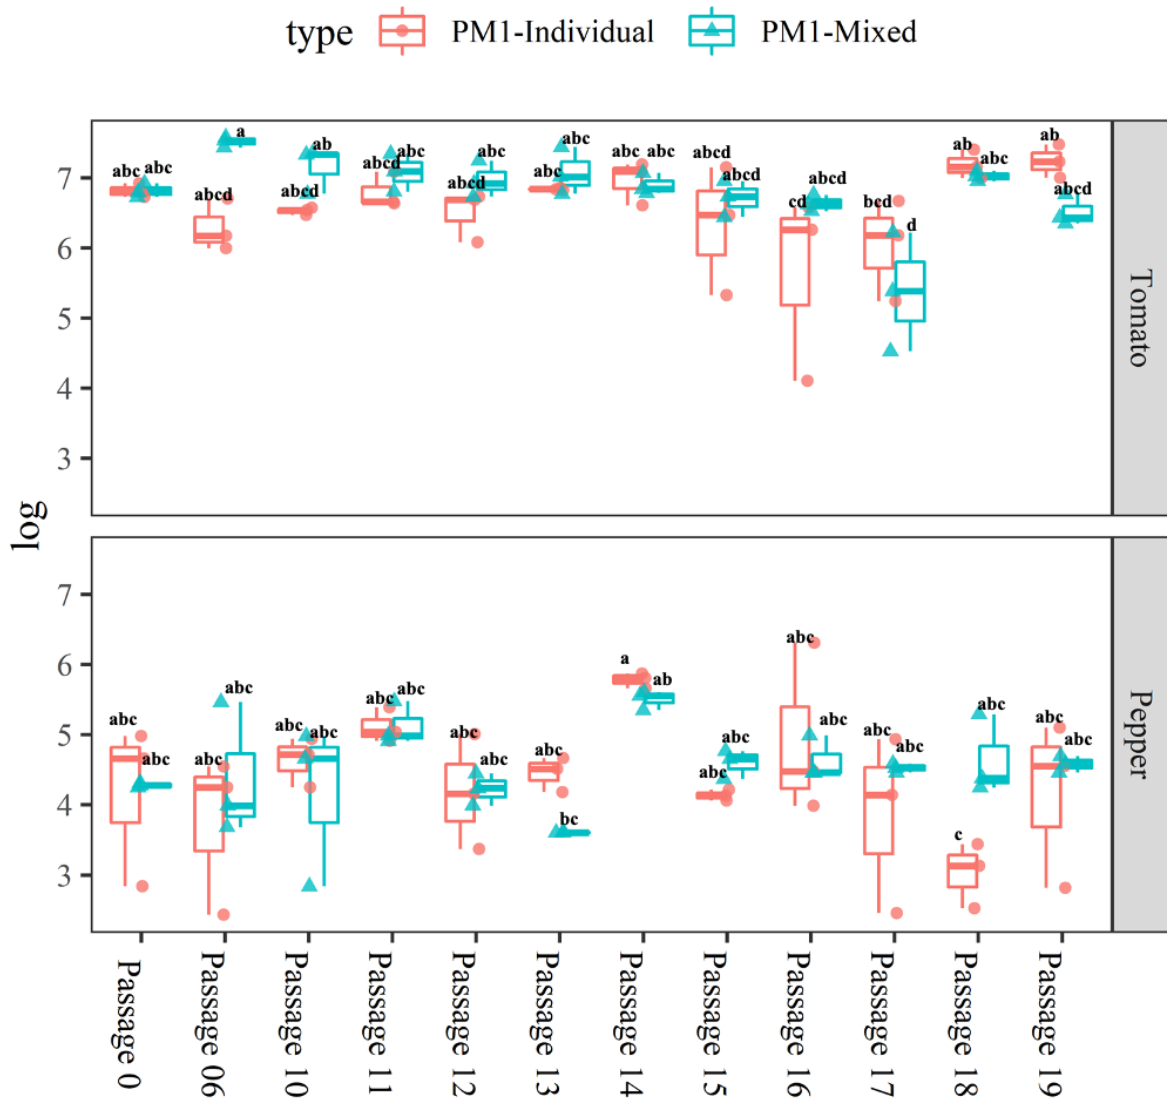 type PM1-Individual PM1-Mixed
abc abc abcd a abcd ab abcd abc abcd abc abc abc abc abc abcd abcd cd abcd bcd d ab abc ab abcd
7
6
5
4
3
Tomato
log
abc abc abc abc abc abc abc abc abc abc abc bc a ab abc abc abc abc abc abc c abc abc abc
7
6
5
4
3
Pepper
Passage 0
Passage 06
Passage 10
Passage 11
Passage 12
Passage 13
Passage 14
Passage 15
Passage 16
Passage 17
Passage 18
Passage 19